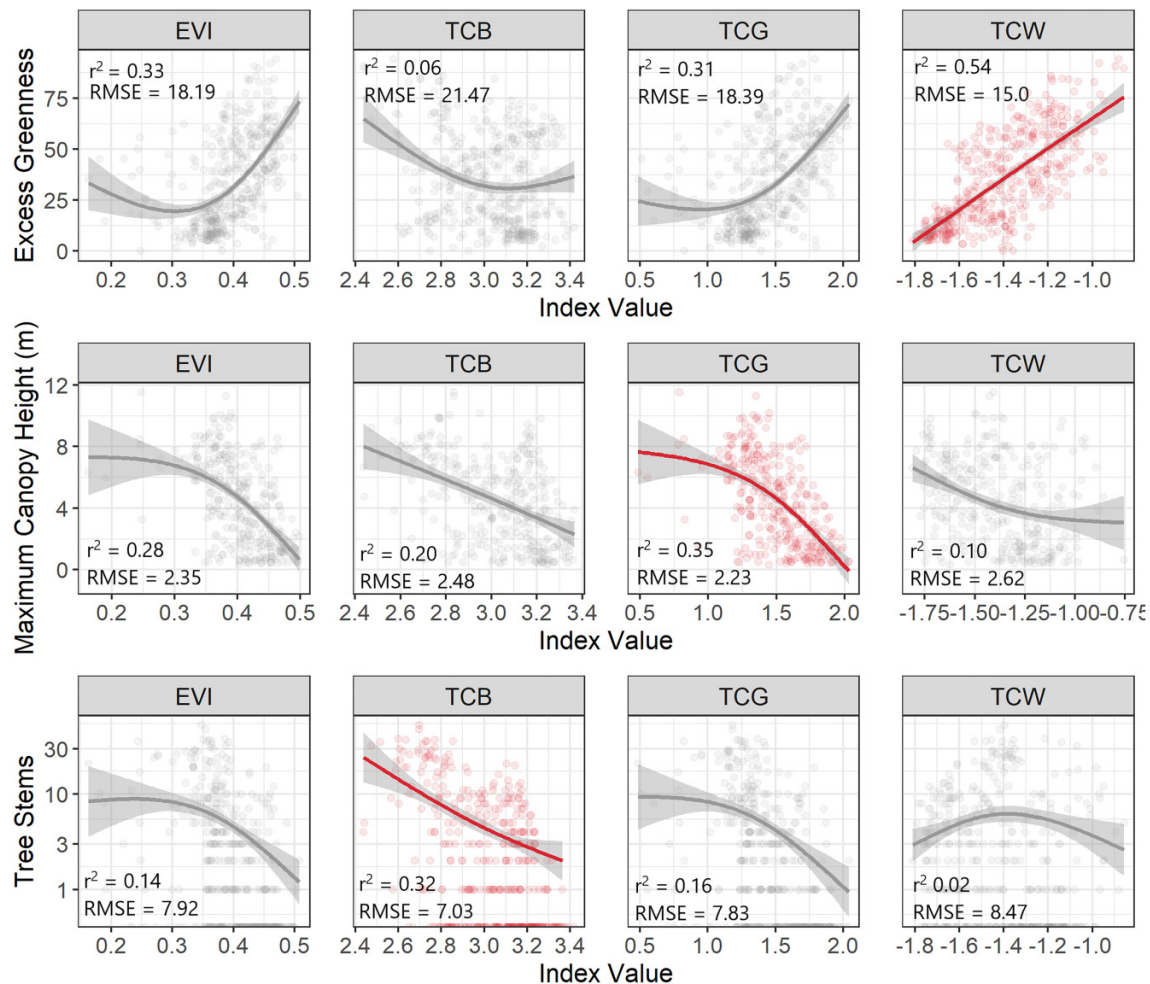 EVI TCB TCG TCW
Excess Greenness
r² = 0.33
RMSE = 18.19
r² = 0.06
RMSE = 21.47
r² = 0.31
RMSE = 18.39
r² = 0.54
RMSE = 15.0
75
50
25
0
0.2 0.3 0.4 0.5
2.4 2.6 2.8 3.0 3.2 3.4
0.5 1.0 1.5 2.0
-1.8 -1.6 -1.4 -1.2 -1.0
Index Value
EVI TCB TCG TCW
Maximum Canopy Height (m)
12
8
4
0
r² = 0.28
RMSE = 2.35
r² = 0.20
RMSE = 2.48
r² = 0.35
RMSE = 2.23
r² = 0.10
RMSE = 2.62
0.2 0.3 0.4 0.5
2.4 2.6 2.8 3.0 3.2 3.4
0.5 1.0 1.5 2.0
-1.75 -1.50 -1.25 -1.00 -0.75
Index Value
EVI TCB TCG TCW
Tree Stems
30
10
3
1
r² = 0.14
RMSE = 7.92
r² = 0.32
RMSE = 7.03
r² = 0.16
RMSE = 7.83
r² 0.02
RMSE = 8.47
0.2 0.3 0.4 0.5
2.4 2.6 2.8 3.0 3.2 3.4
0.5 1.0 1.5 2.0
-1.8 -1.6 -1.4 -1.2 -1.0
Index Value